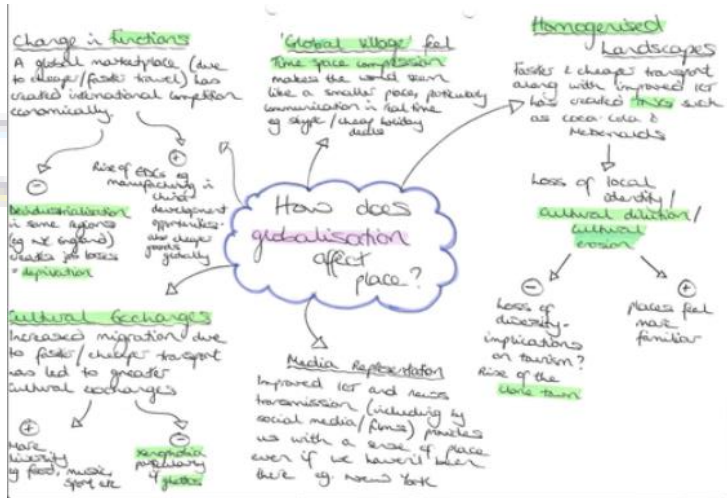 Change in Functions
A global marketplace (due
to cheaper/faster travel) has
created international competition
economically.
⊖
Deindustrialisation
in some regions
(eg NE England)
creates job losses
+ deprivation
⊕
Rise of EDCs eg
manufacturing in
China
development
opportunities -
also cheaper
goods
globally
'Global Village' feel
Time space compression
makes the world seem
like a smaller place, particularly
communication in real time
eg skype / cheap holiday
deals
Homogenised
Landscapes
Faster & cheaper transport
along with improved ICT
has created TNCs such
as coca-cola &
McDonalds
Loss of local
identity /
cultural dilution /
cultural
erosion
⊖
Loss of
diversity -
implications
on tourism?
Rise of the
clone town
⊕
Places feel
more
familiar
How does
globalisation
affect
place?
Cultural Exchanges
Increased migration due
to faster/cheaper transport
has led to greater
cultural exchanges
⊕
More
diversity
eg food, music,
sport etc
⊖
xenophobia
particularly
if ghettos
Media Representation
Improved ICT and news
transmission (including by
social media/films) provides
us with a sense of place
even if we haven't been
there eg. New York